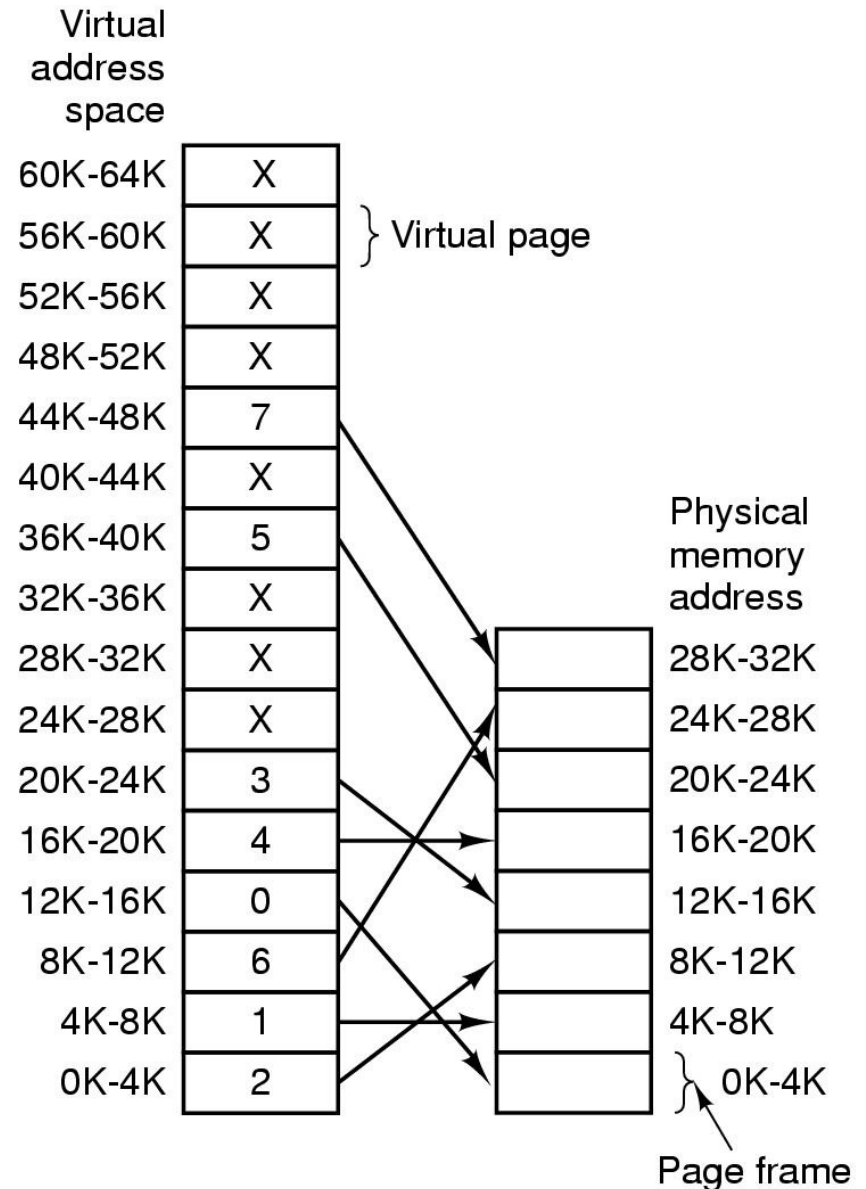 Virtual
address
space
60K-64K X
56K-60K X Virtual page
52K-56K X
48K-52K X
44K-48K 7
40K-44K X
36K-40K 5
Physical
memory
address
32K-36K X
28K-32K X 28K-32K
24K-28K X 24K-28K
20K-24K 3 20K-24K
16K-20K 4 16K-20K
12K-16K 0 12K-16K
8K-12K 6 8K-12K
4K-8K 1 4K-8K
0K-4K 2 0K-4K
Page frame